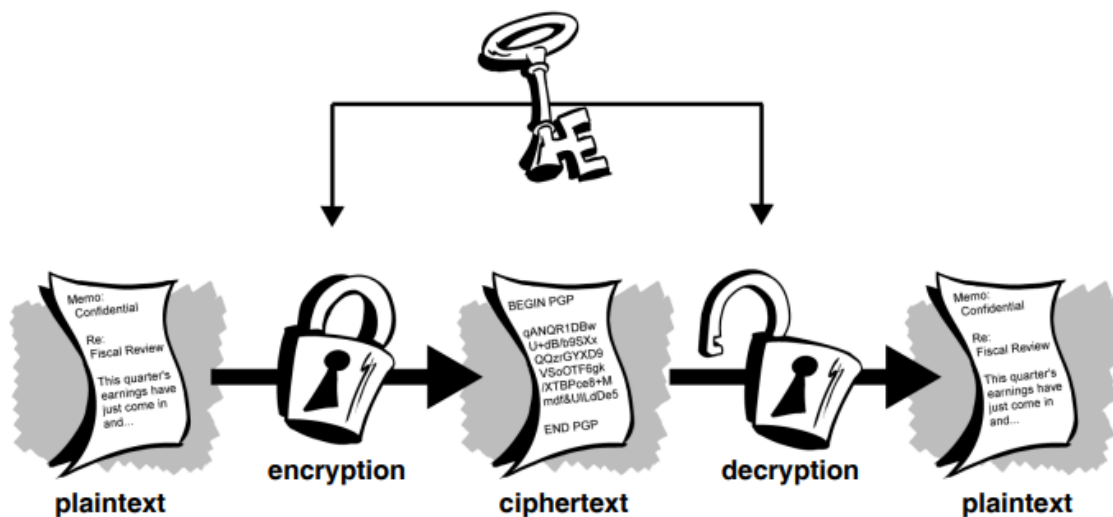 Memo:
Confidential
Re:
Fiscal Review
This quarter's
earnings have
just come in
and...
plaintext
encryption
BEGIN PGP
qANQR1DBw
U+dB/b9SXx
QQzrGYXD9
VSoOTF6gk
/XTBPce8+M
mdf&UlLdDe5
END PGP
ciphertext
decryption
Memo:
Confidential
Re:
Fiscal Review
This quarter's
earnings have
just come in
and...
plaintext